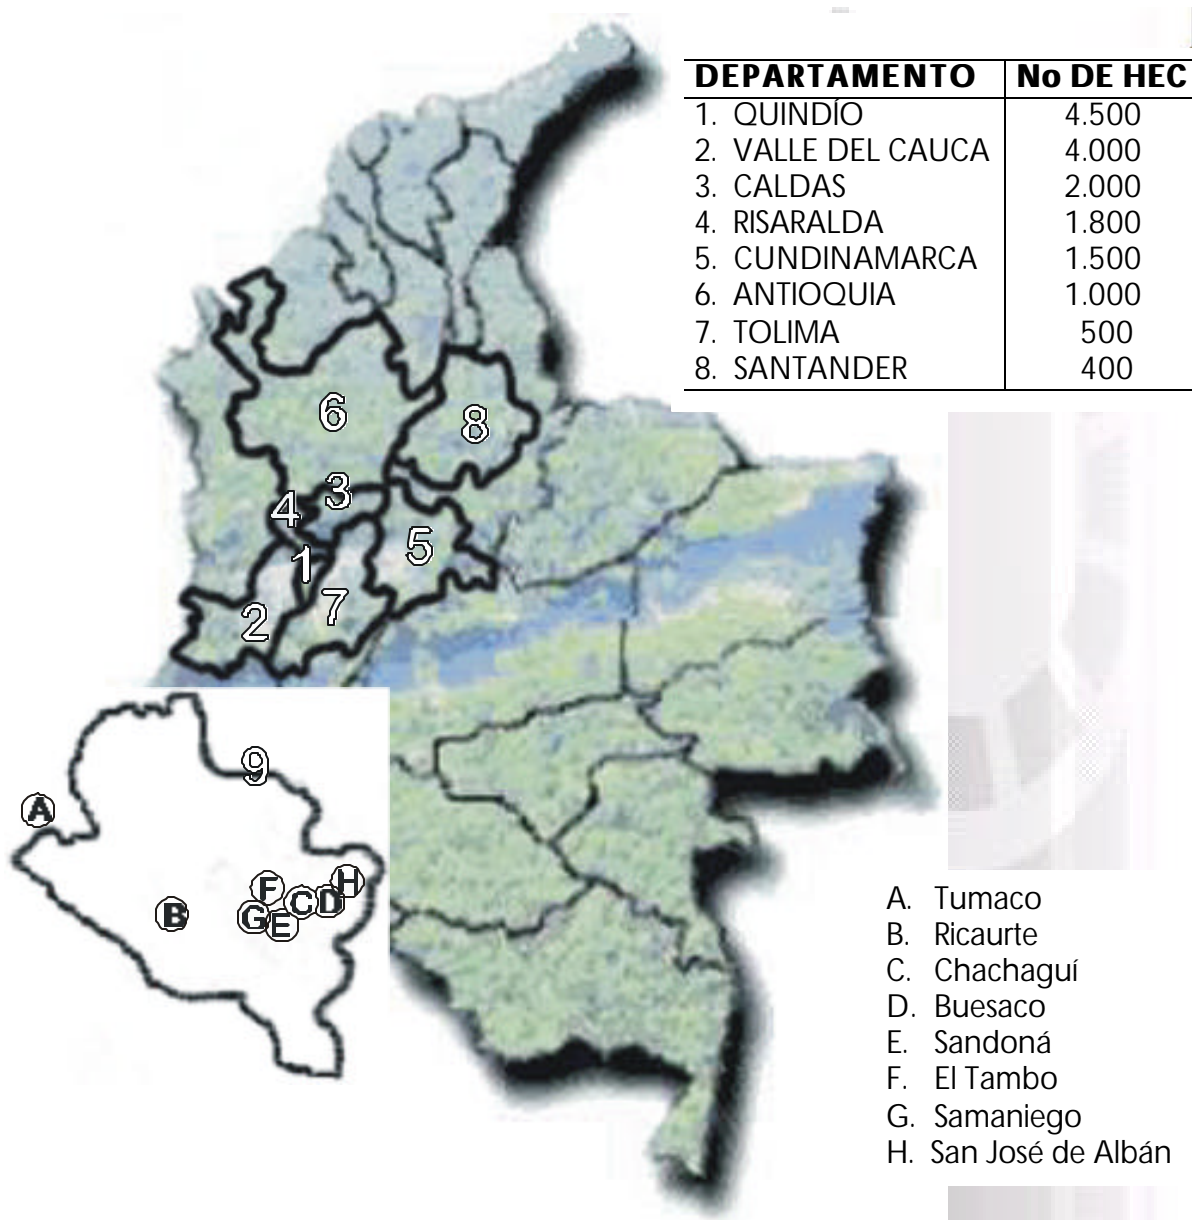 DEPARTAMENTO No DE HEC
1. QUINDÍO 4.500
2. VALLE DEL CAUCA 4.000
3. CALDAS 2.000
4. RISARALDA 1.800
5. CUNDINAMARCA 1.500
6. ANTIOQUIA 1.000
7. TOLIMA 500
8. SANTANDER 400
6
8
3
4
5
1
7
2
9
A
H
F
C
D
B
G
E
A. Tumaco
B. Ricaurte
C. Chachaguí
D. Buesaco
E. Sandoná
F. El Tambo
G. Samaniego
H. San José de Albán